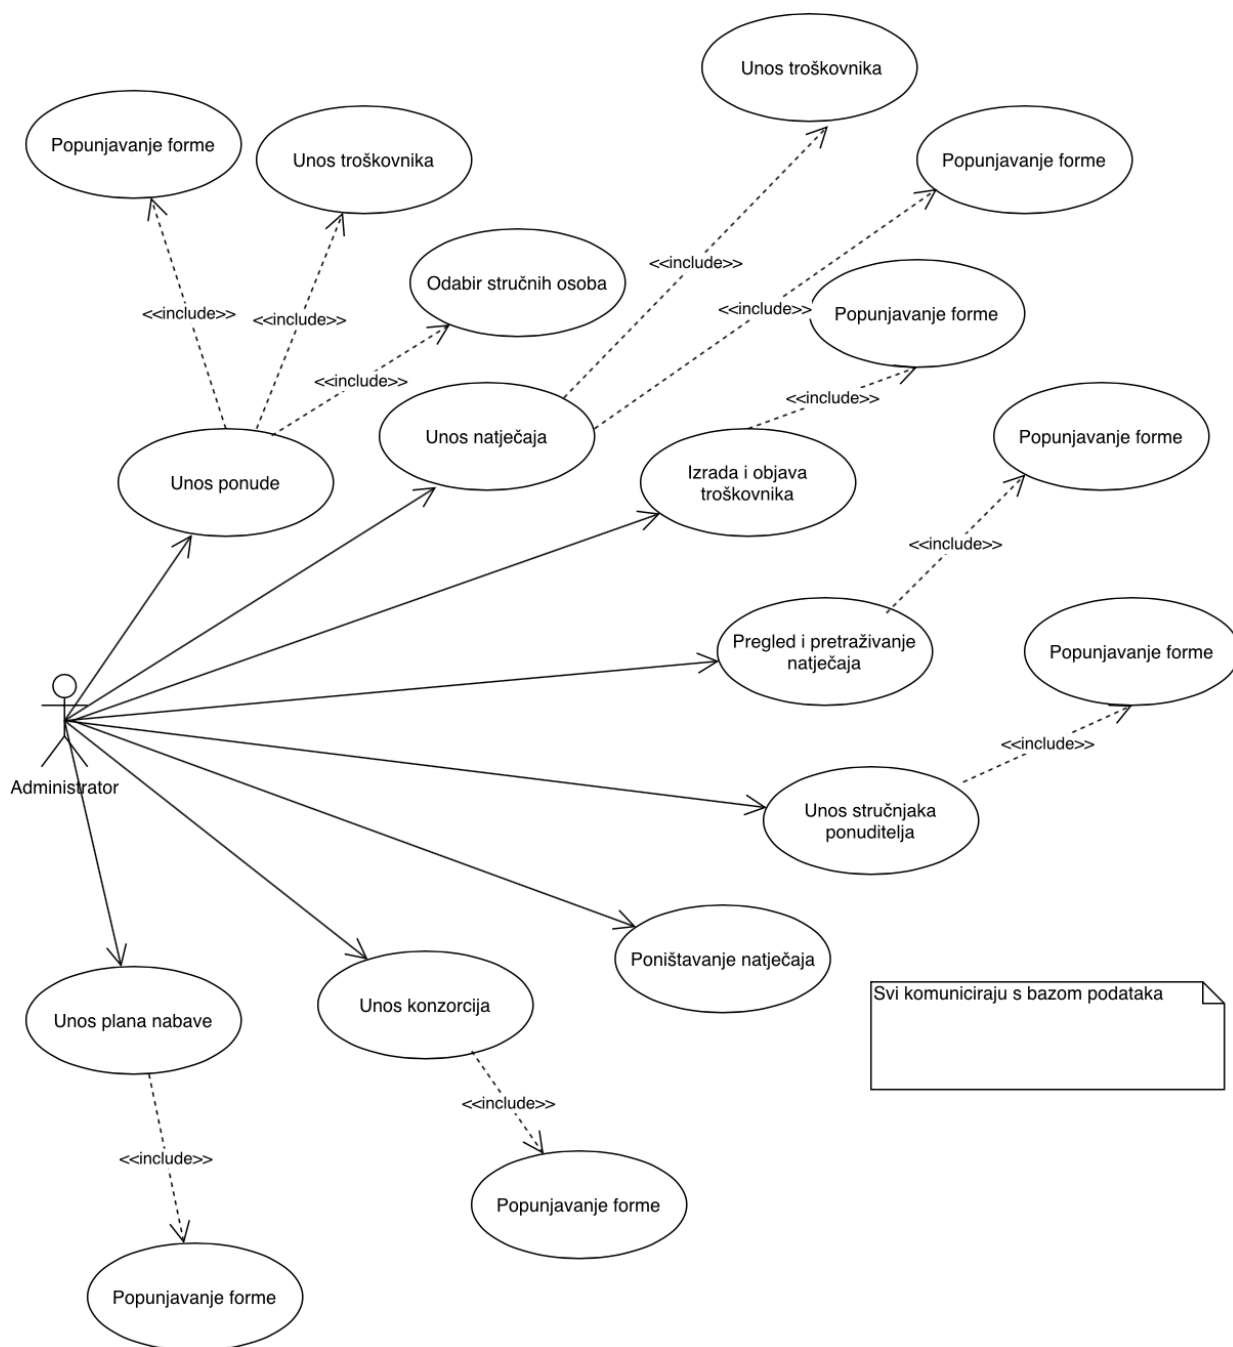 Unos troškovnika
Popunjavanje forme
Unos troškovnika
Popunjavanje forme
<<include>>
Odabir stručnih osoba
<<include>>
<<include>>
<<include>>
Popunjavanje forme
<<include>>
<<include>>
Unos natječaja
Popunjavanje forme
Unos ponude
Izrada i objava
troškovnika
<<include>>
Pregled i pretraživanje
natječaja
Popunjavanje forme
<<include>>
Administrator
Unos stručnjaka
ponuditelja
Poništavanje natječaja
Svi komuniciraju s bazom podataka
Unos konzorcija
Unos plana nabave
<<include>>
<<include>>
Popunjavanje forme
Popunjavanje forme